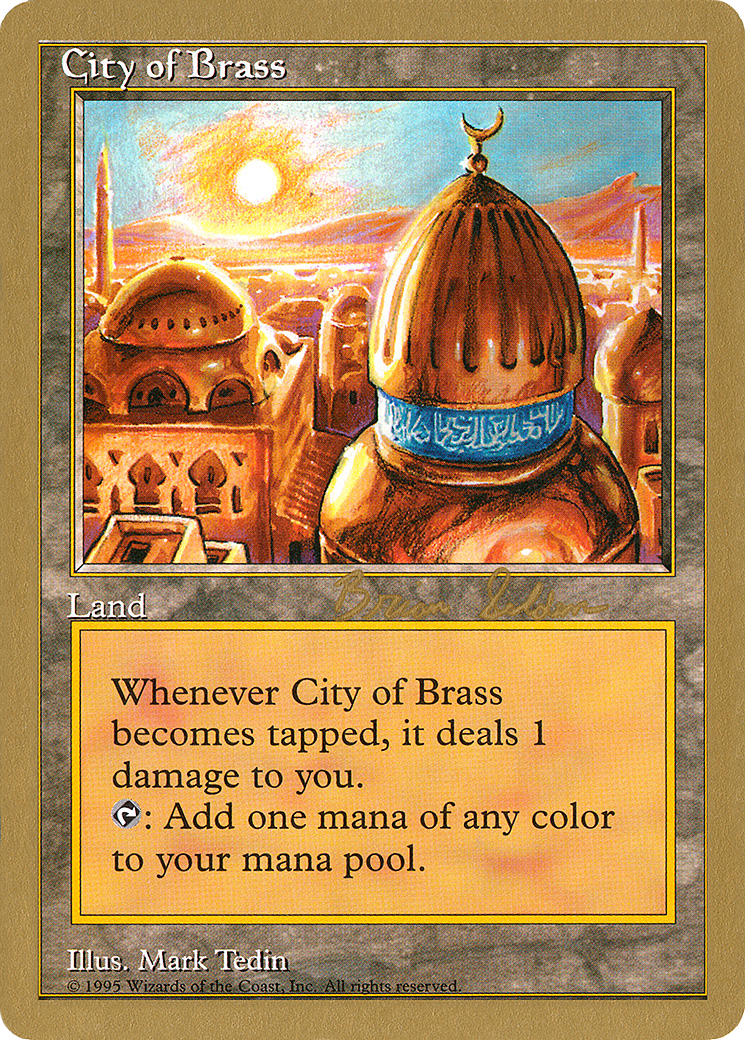 City of Brass
Land
Whenever City of Brass
becomes tapped, it deals 1
damage to you.
: Add one mana of any color
to your mana pool.
Illus. Mark Tedin
© 1995 Wizards of the Coast, Inc. All rights reserved.